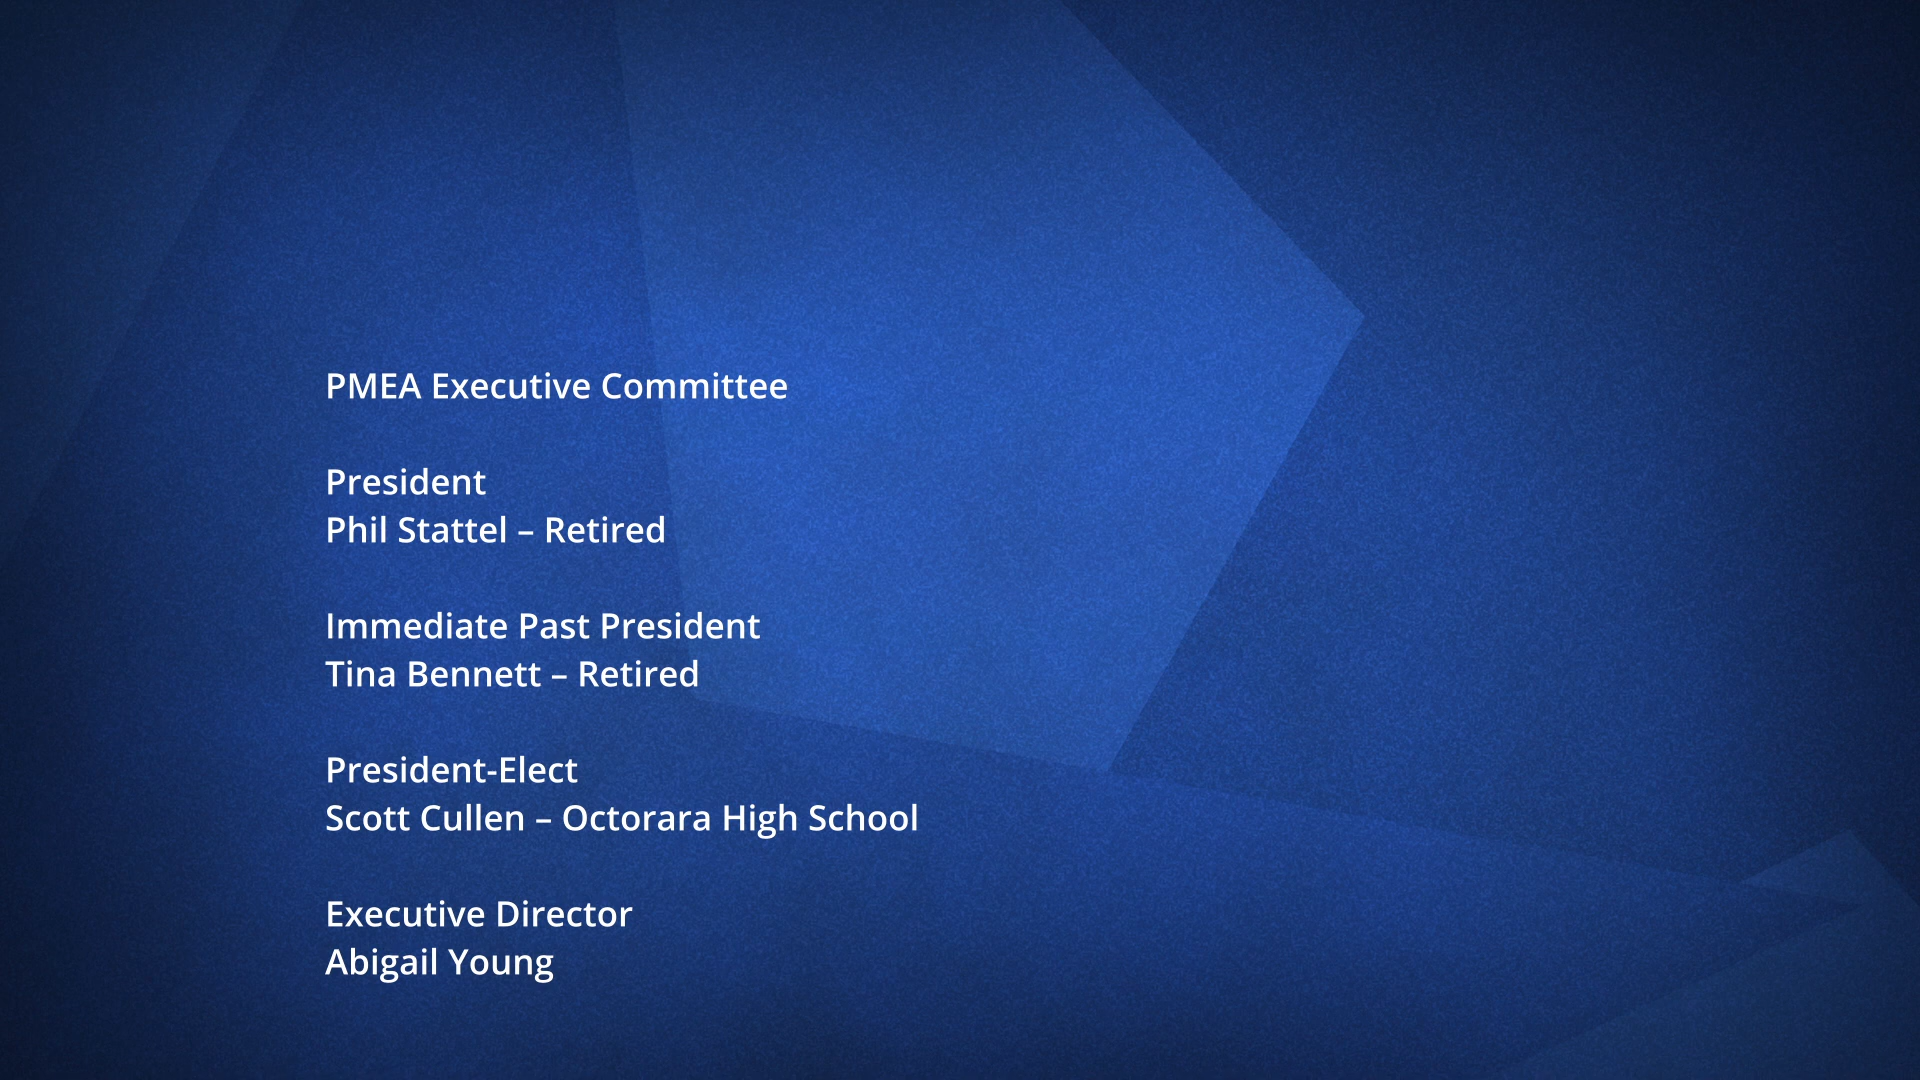 PMEA Executive Committee
President
Phil Stattel – Retired
Immediate Past President
Tina Bennett – Retired
President-Elect
Scott Cullen – Octorara High School
Executive Director
Abigail Young